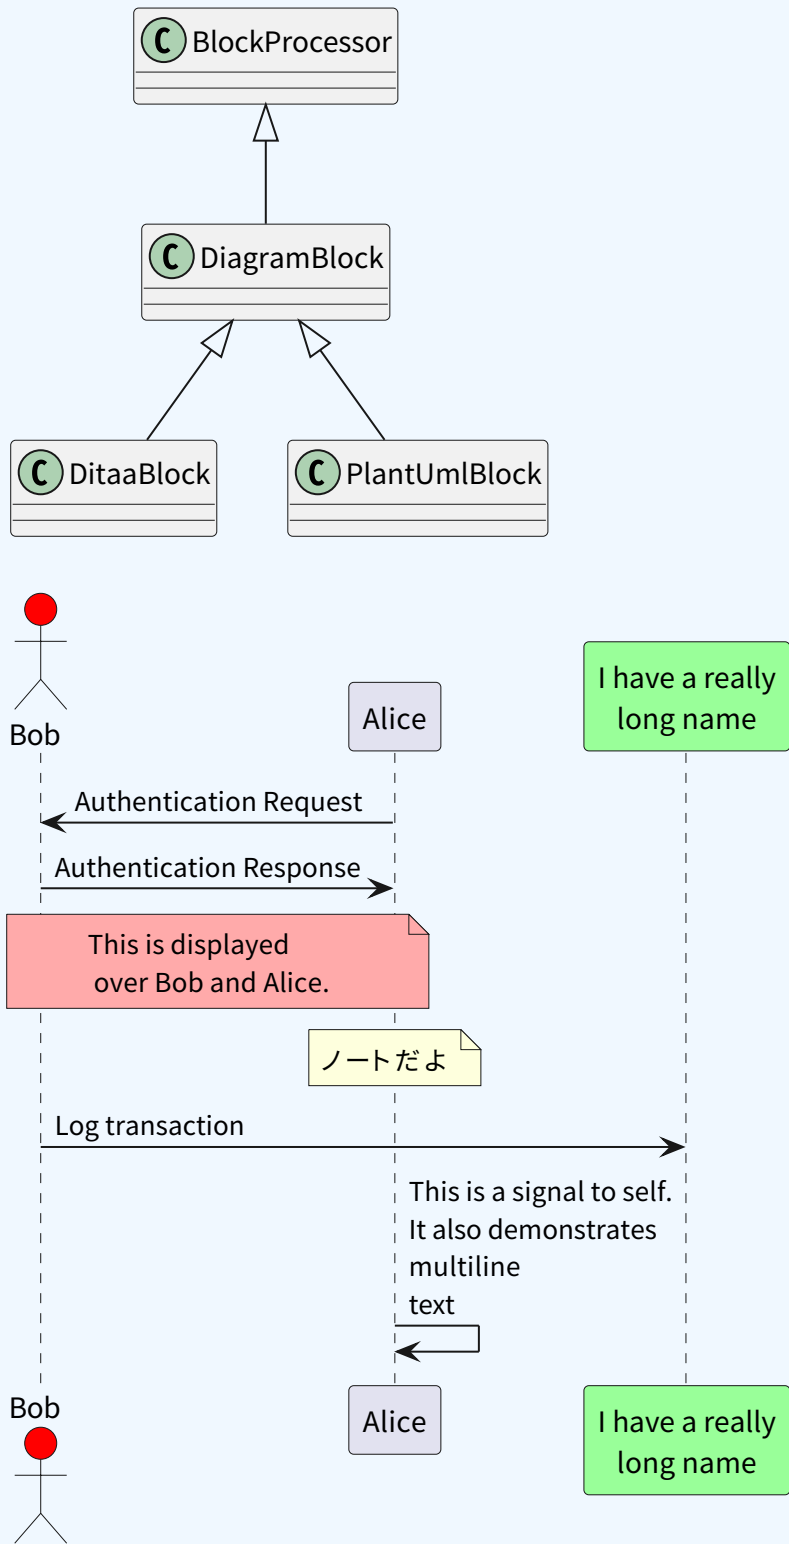 C BlockProcessor
C DiagramBlock
C DitaaBlock
C PlantUmlBlock
Bob
Alice
I have a really
long name
Authentication Request
Authentication Response
This is displayed
over Bob and Alice.
ノートだよ
Log transaction
This is a signal to self.
It also demonstrates
multiline
text
Bob
Alice
I have a really
long name